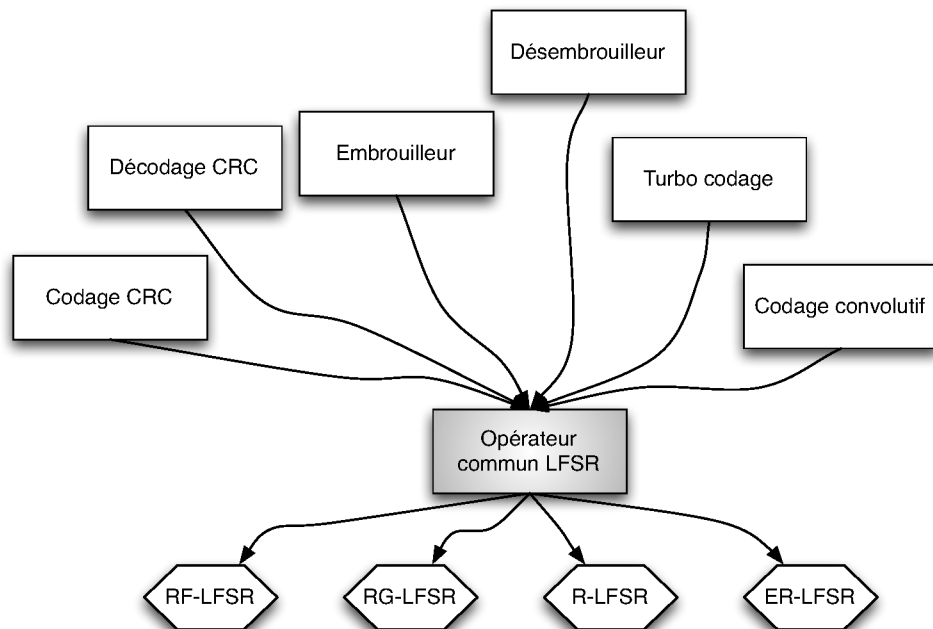 Désembrouilleur
Embrouilleur
Décodage CRC
Turbo codage
Codage CRC
Codage convolutif
Opérateur
commun LFSR
RF-LFSR
RG-LFSR
R-LFSR
ER-LFSR